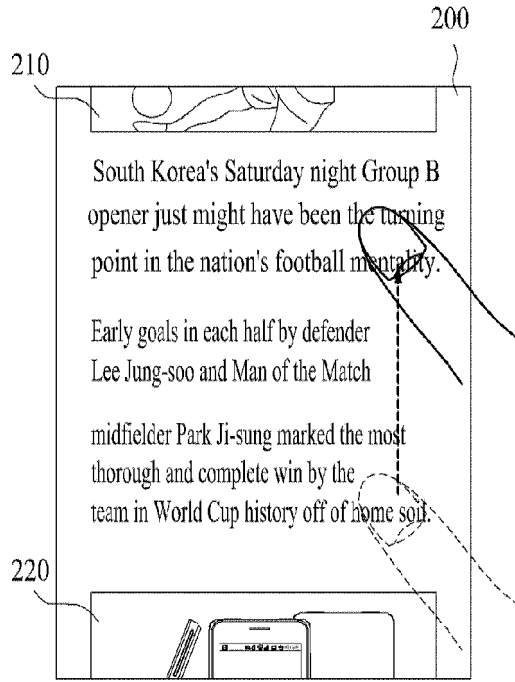 200
210
South Korea's Saturday night Group B
opener just might have been the turning
point in the nation's football mentality.
Early goals in each half by defender
Lee Jung-soo and Man of the Match
midfielder Park Ji-sung marked the most
thorough and complete win by the
team in World Cup history off of home soil.
220